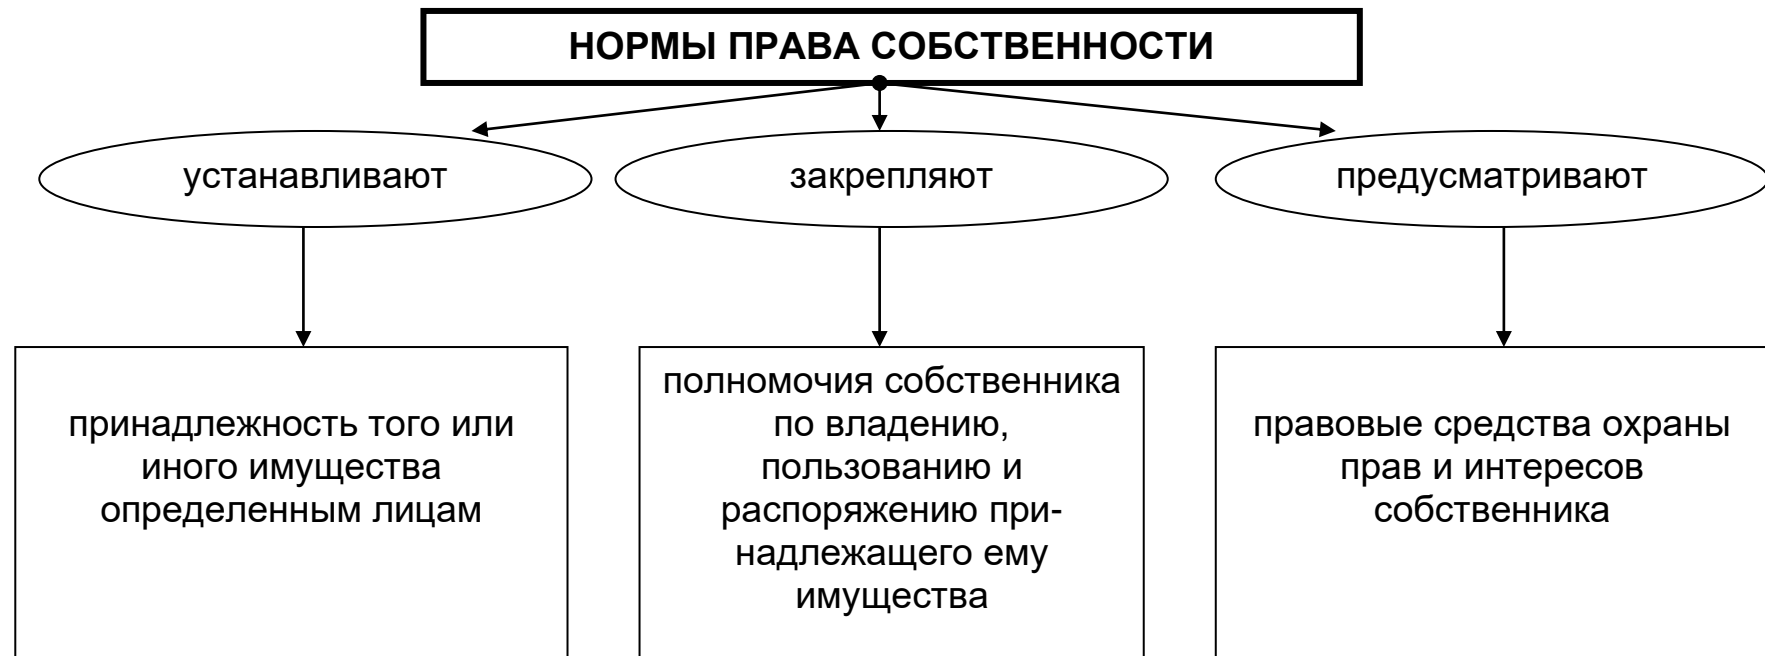 НОРМЫ ПРАВА СОБСТВЕННОСТИ
устанавливают
закрепляют
предусматривают
принадлежность того или
иного имущества
определенным лицам
полномочия собственника
по владению,
пользованию и
распоряжению при-
надлежащего ему
имущества
правовые средства охраны
прав и интересов
собственника